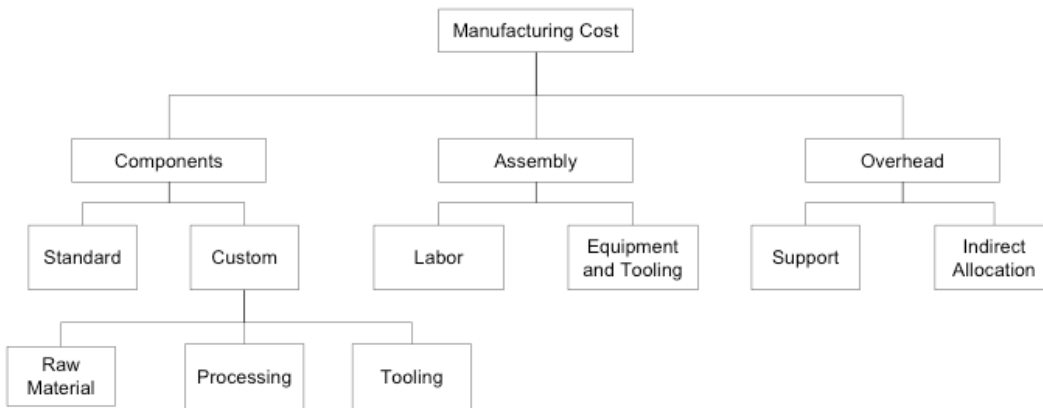 Manufacturing Cost
Components
Assembly
Overhead
Standard
Custom
Labor
Equipment
and Tooling
Support
Indirect
Allocation
Raw
Material
Processing
Tooling